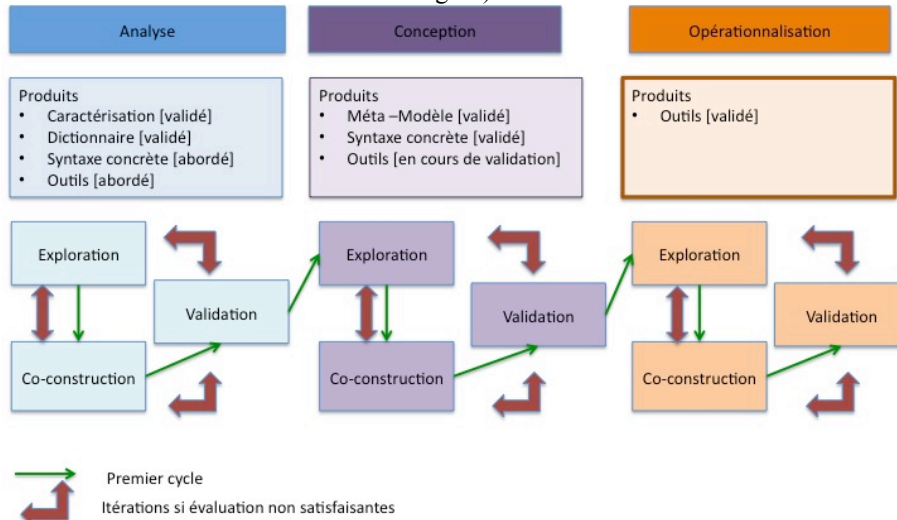 Analyse
Conception
Opérationnalisation
Produits
• Caractérisation [validé]
• Dictionnaire [validé]
• Syntaxe concrète [abordé]
• Outils [abordé]
Produits
• Méta –Modèle [validé]
• Syntaxe concrète [validé]
• Outils [en cours de validation]
Produits
• Outils [validé]
Exploration
Validation
Co-construction
Exploration
Validation
Co-construction
Exploration
Validation
Co-construction
Premier cycle
Itérations si évaluation non satisfaisantes